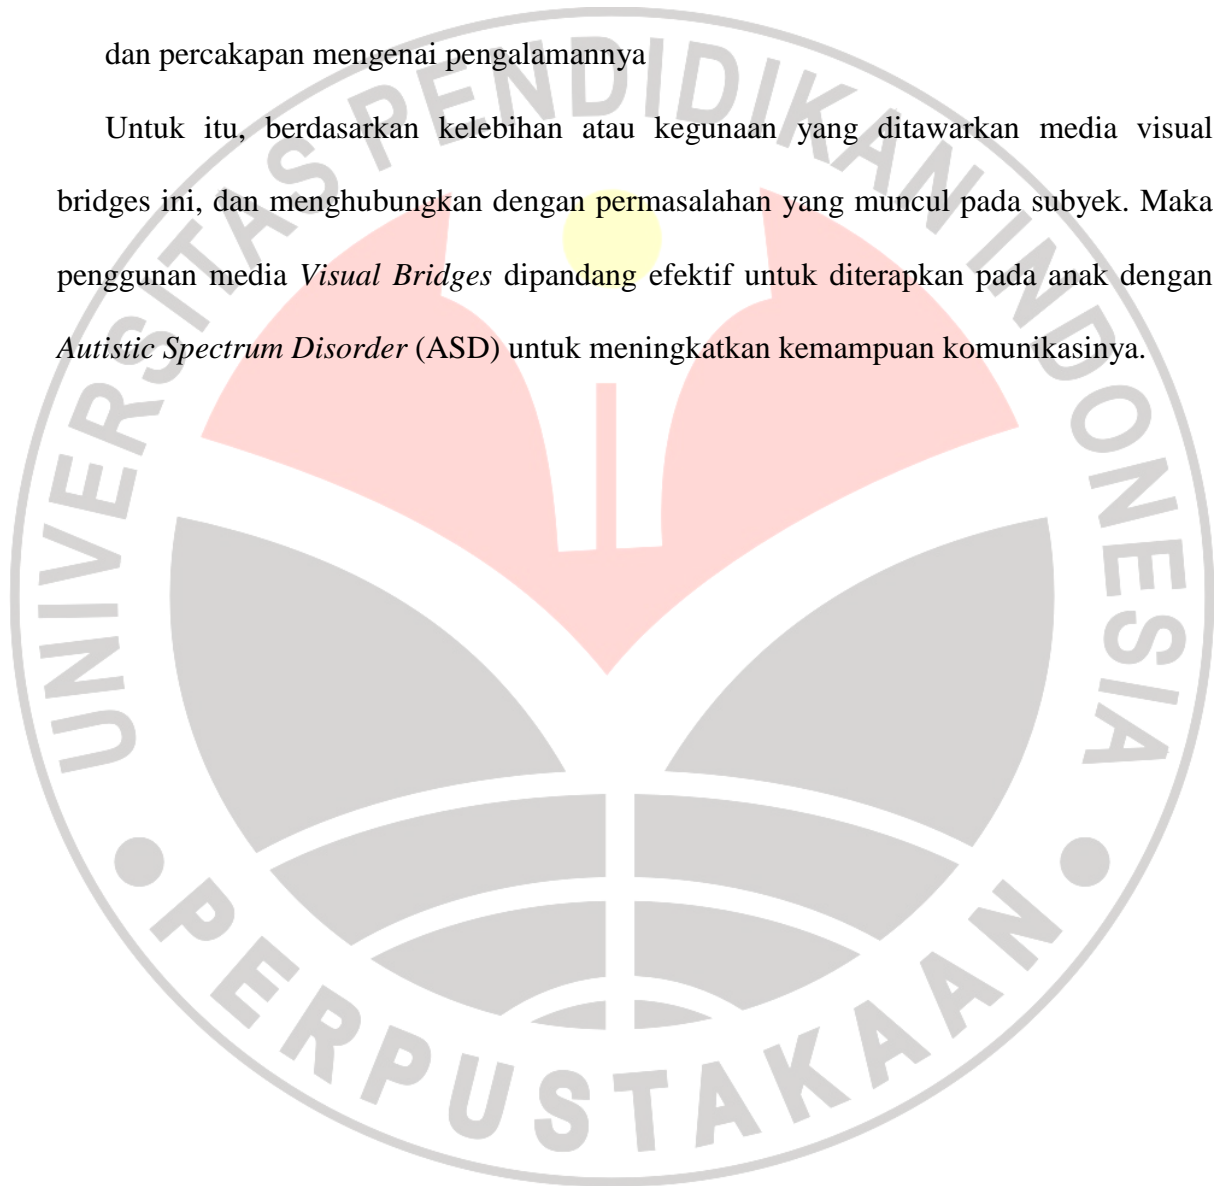 dan percakapan mengenai pengalamannya
Untuk itu, berdasarkan kelebihan atau kegunaan yang ditawarkan media visual
bridges ini, dan menghubungkan dengan permasalahan yang muncul pada subyek. Maka
penggunan media Visual Bridges dipandang efektif untuk diterapkan pada anak dengan
Autistic Spectrum Disorder (ASD) untuk meningkatkan kemampuan komunikasinya.
UNIVERSITAS PENDIDIKAN INDONESIA
PERPUSTAKAAN